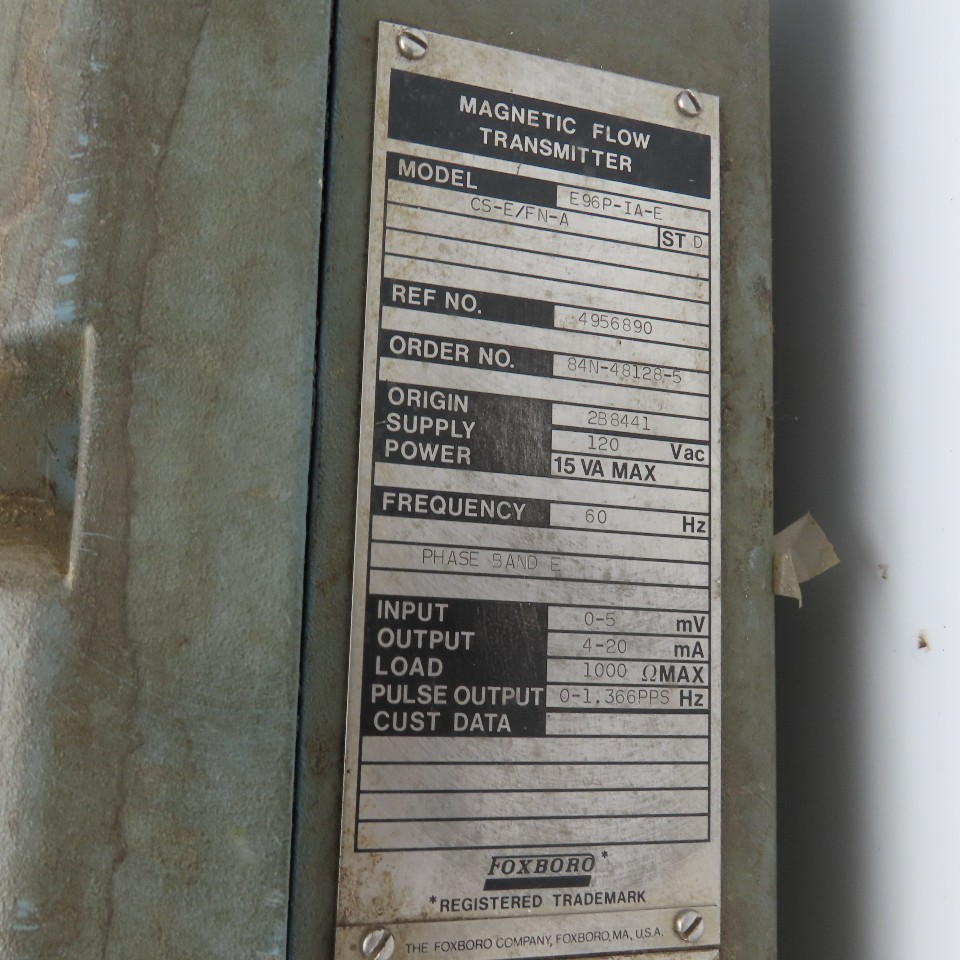 MAGNETIC FLOW
TRANSMITTER
MODEL E96P-IA-E
CS-E/FN-A
ST D
REF NO. 4956890
ORDER NO. 84N-48128-5
ORIGIN 2B8441
SUPPLY 120 Vac
POWER 15 VA MAX
FREQUENCY 60 Hz
PHASE BAND E
INPUT 0-5 mV
OUTPUT 4-20 mA
LOAD 1000 ΩMAX
PULSE OUTPUT 0-1.366PPS Hz
CUST DATA
FOXBORO*
*REGISTERED TRADEMARK
THE FOXBORO COMPANY, FOXBORO, MA, U.S.A.